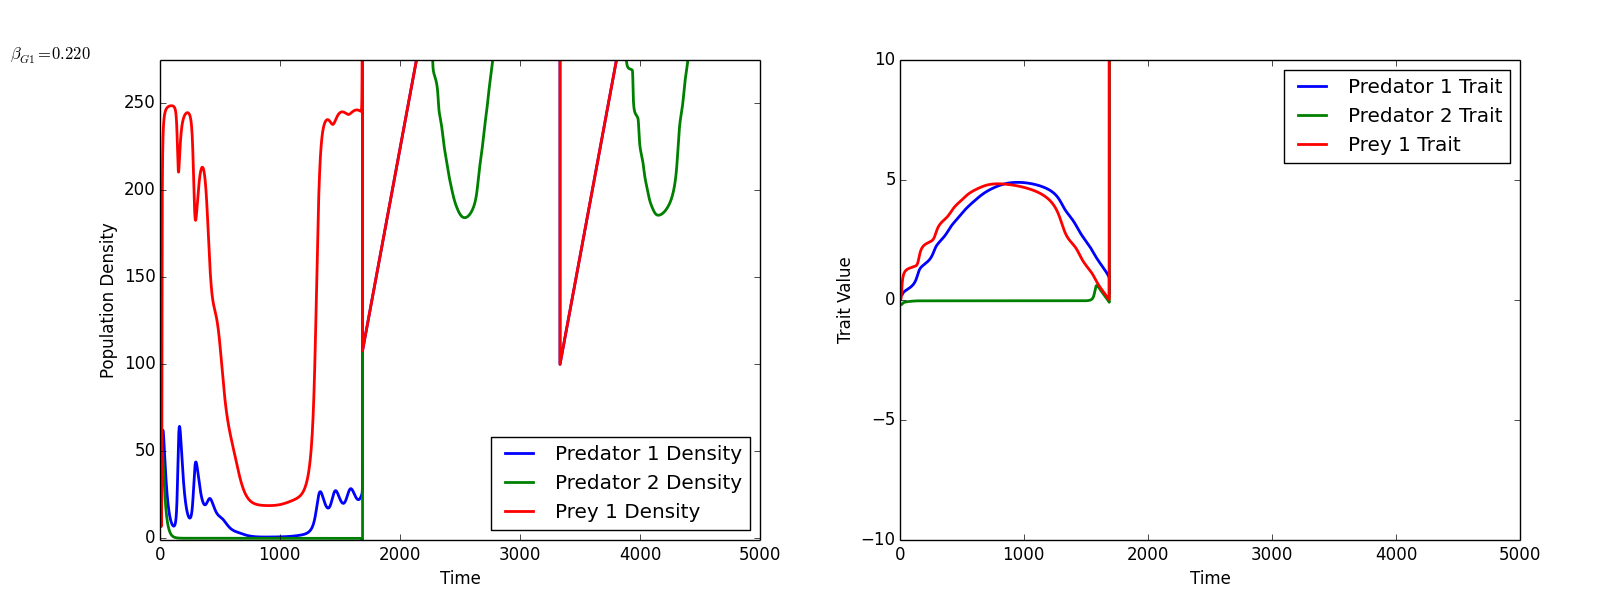 β_G1 = 0.220
Population Density
250
200
150
100
50
0
0 1000 2000 3000 4000 5000
Time
Predator 1 Density
Predator 2 Density
Prey 1 Density
Trait Value
10
5
0
−5
−10
0 1000 2000 3000 4000 5000
Time
Predator 1 Trait
Predator 2 Trait
Prey 1 Trait